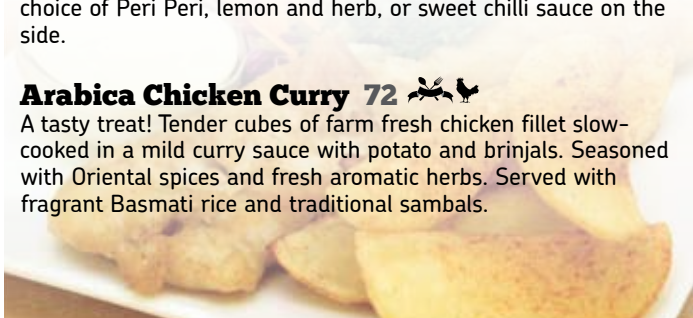 choice of Peri Peri, lemon and herb, or sweet chilli sauce on the
side.
Arabica Chicken Curry 72
A tasty treat! Tender cubes of farm fresh chicken fillet slow-
cooked in a mild curry sauce with potato and brinjals. Seasoned
with Oriental spices and fresh aromatic herbs. Served with
fragrant Basmati rice and traditional sambals.